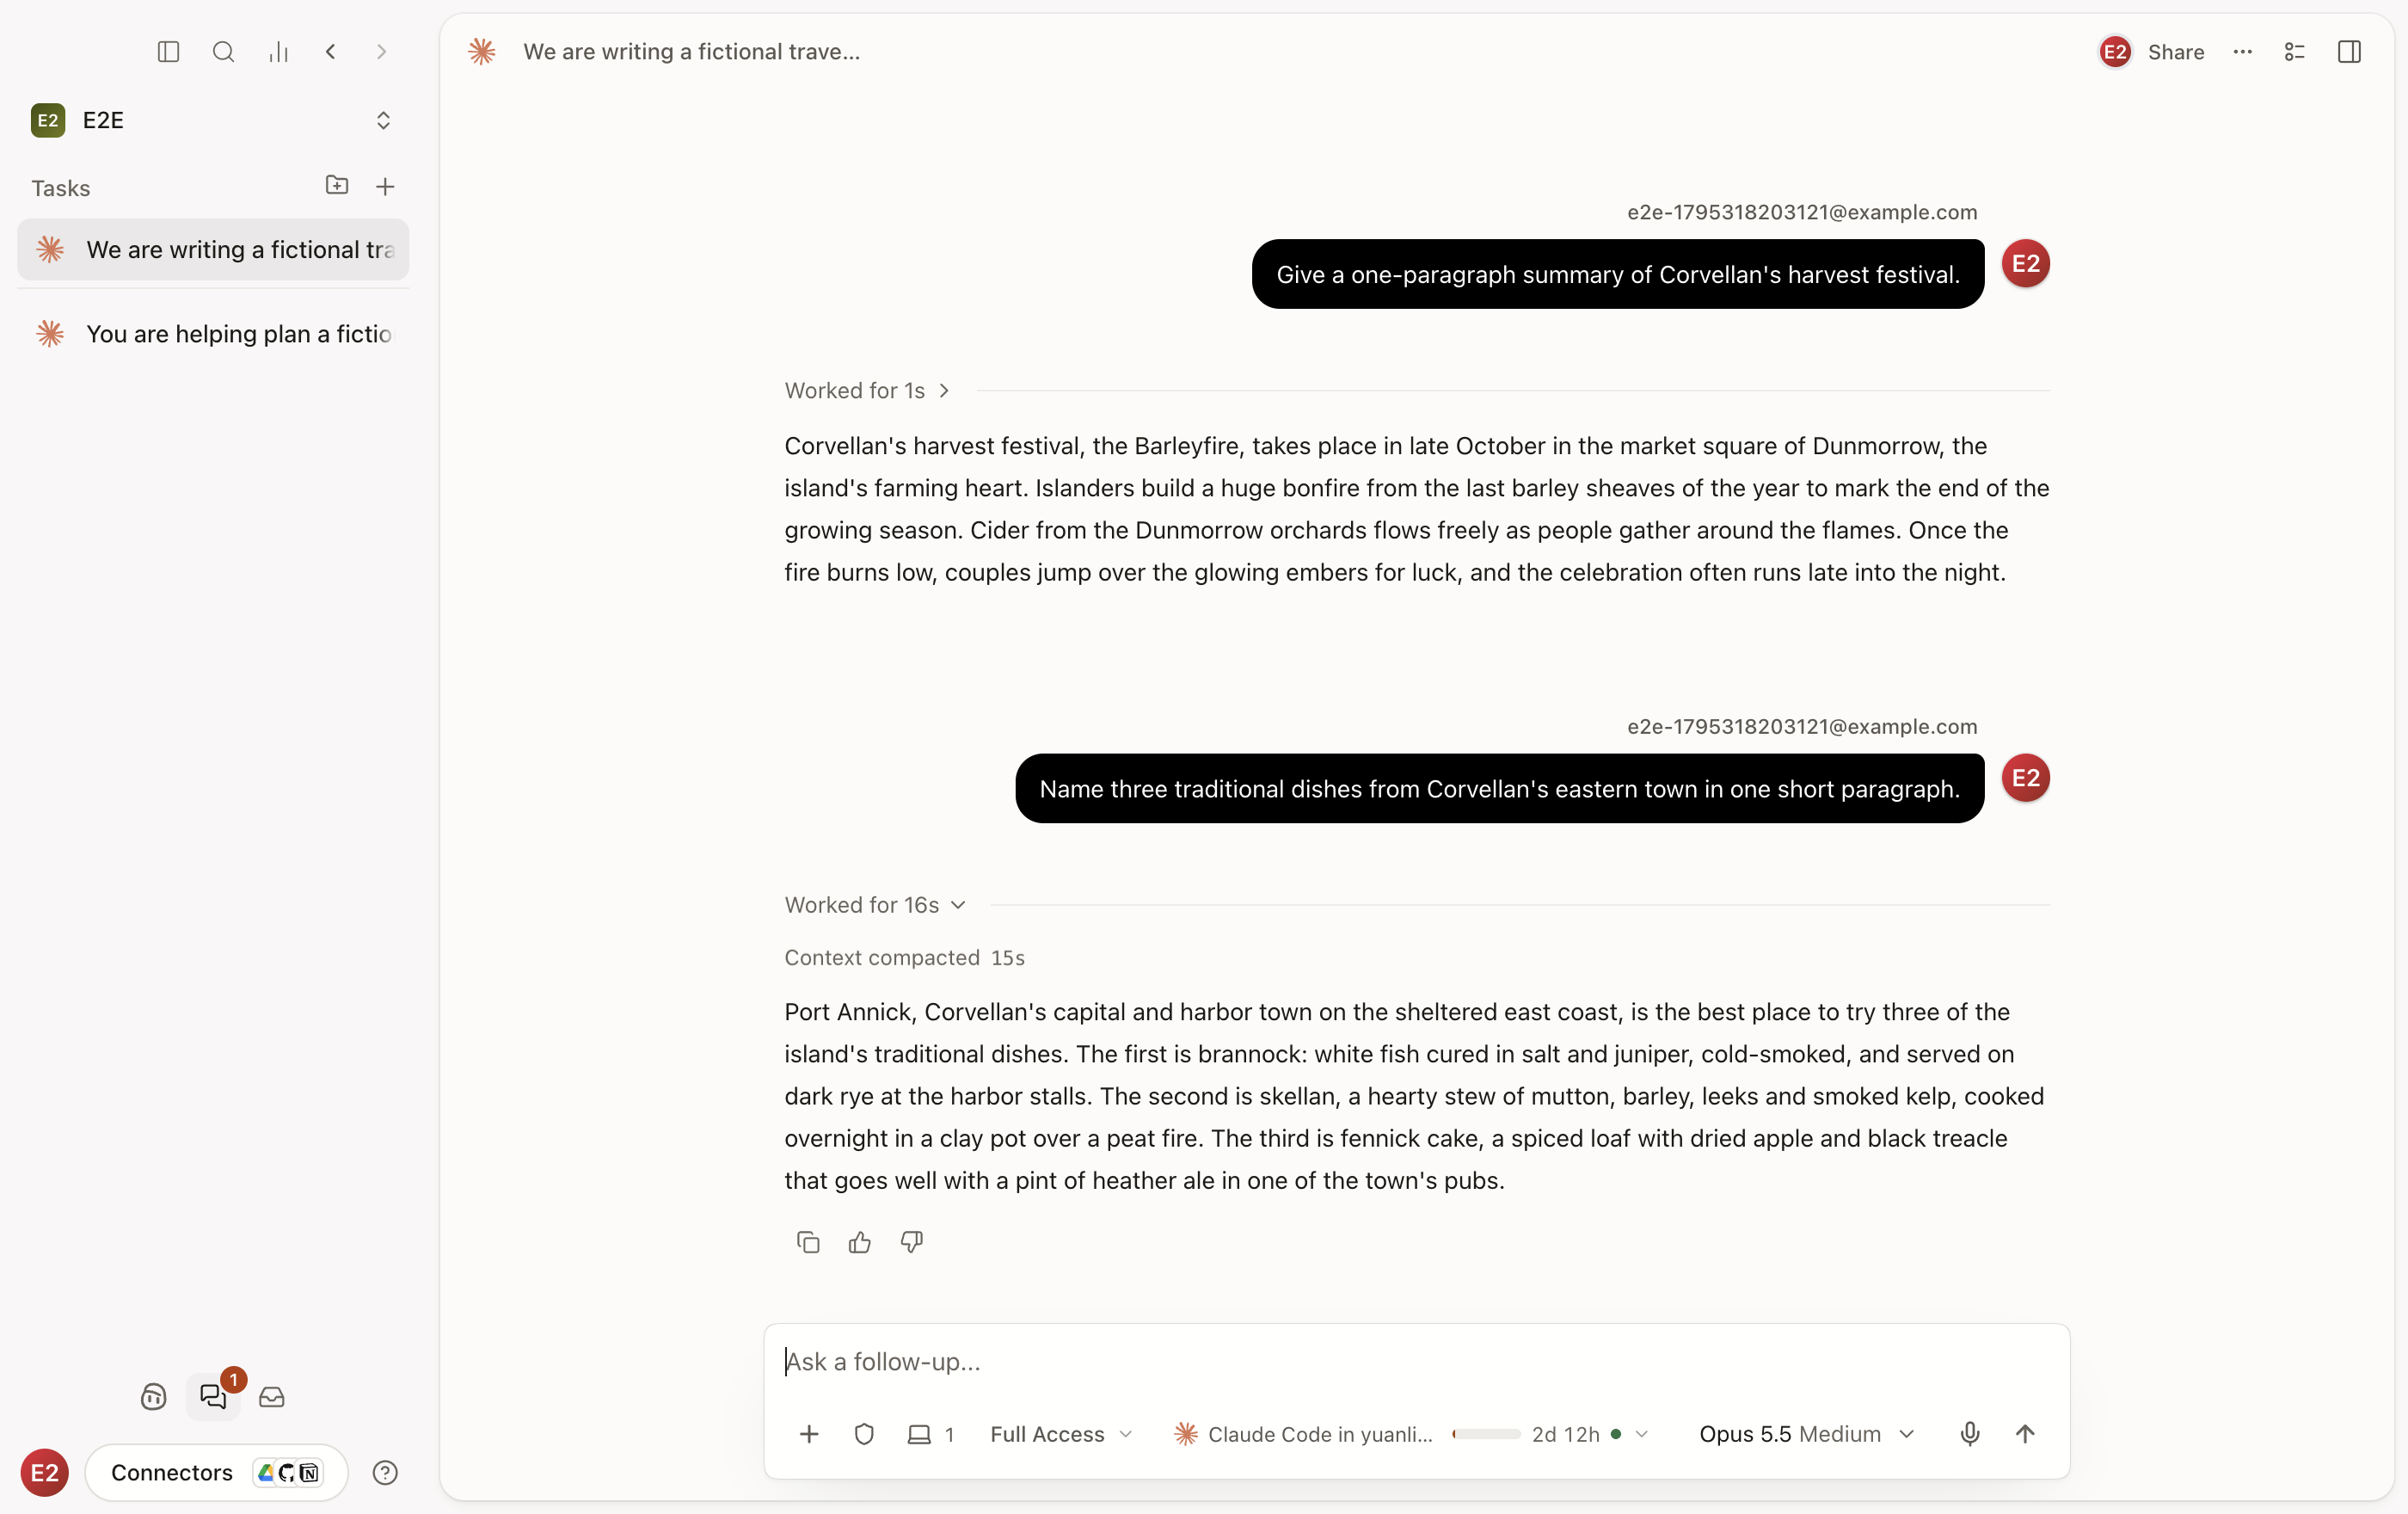 We are writing a fictional trave...
E2 Share
E2 E2E
Tasks
We are writing a fictional tra
You are helping plan a fictio
e2e-1795318203121@example.com
Give a one-paragraph summary of Corvellan's harvest festival.
E2
Worked for 1s
Corvellan's harvest festival, the Barleyfire, takes place in late October in the market square of Dunmorrow, the
island's farming heart. Islanders build a huge bonfire from the last barley sheaves of the year to mark the end of the
growing season. Cider from the Dunmorrow orchards flows freely as people gather around the flames. Once the
fire burns low, couples jump over the glowing embers for luck, and the celebration often runs late into the night.
e2e-1795318203121@example.com
Name three traditional dishes from Corvellan's eastern town in one short paragraph.
E2
Worked for 16s
Context compacted 15s
Port Annick, Corvellan's capital and harbor town on the sheltered east coast, is the best place to try three of the
island's traditional dishes. The first is brannock: white fish cured in salt and juniper, cold-smoked, and served on
dark rye at the harbor stalls. The second is skellan, a hearty stew of mutton, barley, leeks and smoked kelp, cooked
overnight in a clay pot over a peat fire. The third is fennick cake, a spiced loaf with dried apple and black treacle
that goes well with a pint of heather ale in one of the town's pubs.
Ask a follow-up...
1 Full Access Claude Code in yuanli... 2d 12h Opus 5.5 Medium
1
E2 Connectors